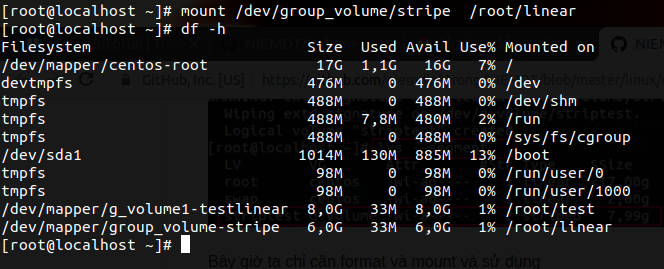 [root@localhost ~]# mount /dev/group_volume/stripe  /root/linear
[root@localhost ~]# df -h
Filesystem                       Size  Used Avail Use% Mounted on
/dev/mapper/centos-root           17G  1,1G   16G   7% /
devtmpfs                         476M     0  476M   0% /dev
tmpfs                            488M     0  488M   0% /dev/shm
tmpfs                            488M  7,8M  480M   2% /run
tmpfs                            488M     0  488M   0% /sys/fs/cgroup
/dev/sda1                       1014M  130M  885M  13% /boot
tmpfs                             98M     0   98M   0% /run/user/0
tmpfs                             98M     0   98M   0% /run/user/1000
/dev/mapper/g_volume1-testlinear  8,0G   33M  8,0G   1% /root/test
/dev/mapper/group_volume-stripe   6,0G   33M  6,0G   1% /root/linear
[root@localhost ~]#
Bây giờ ta chỉ cần format và mount và sử dụng